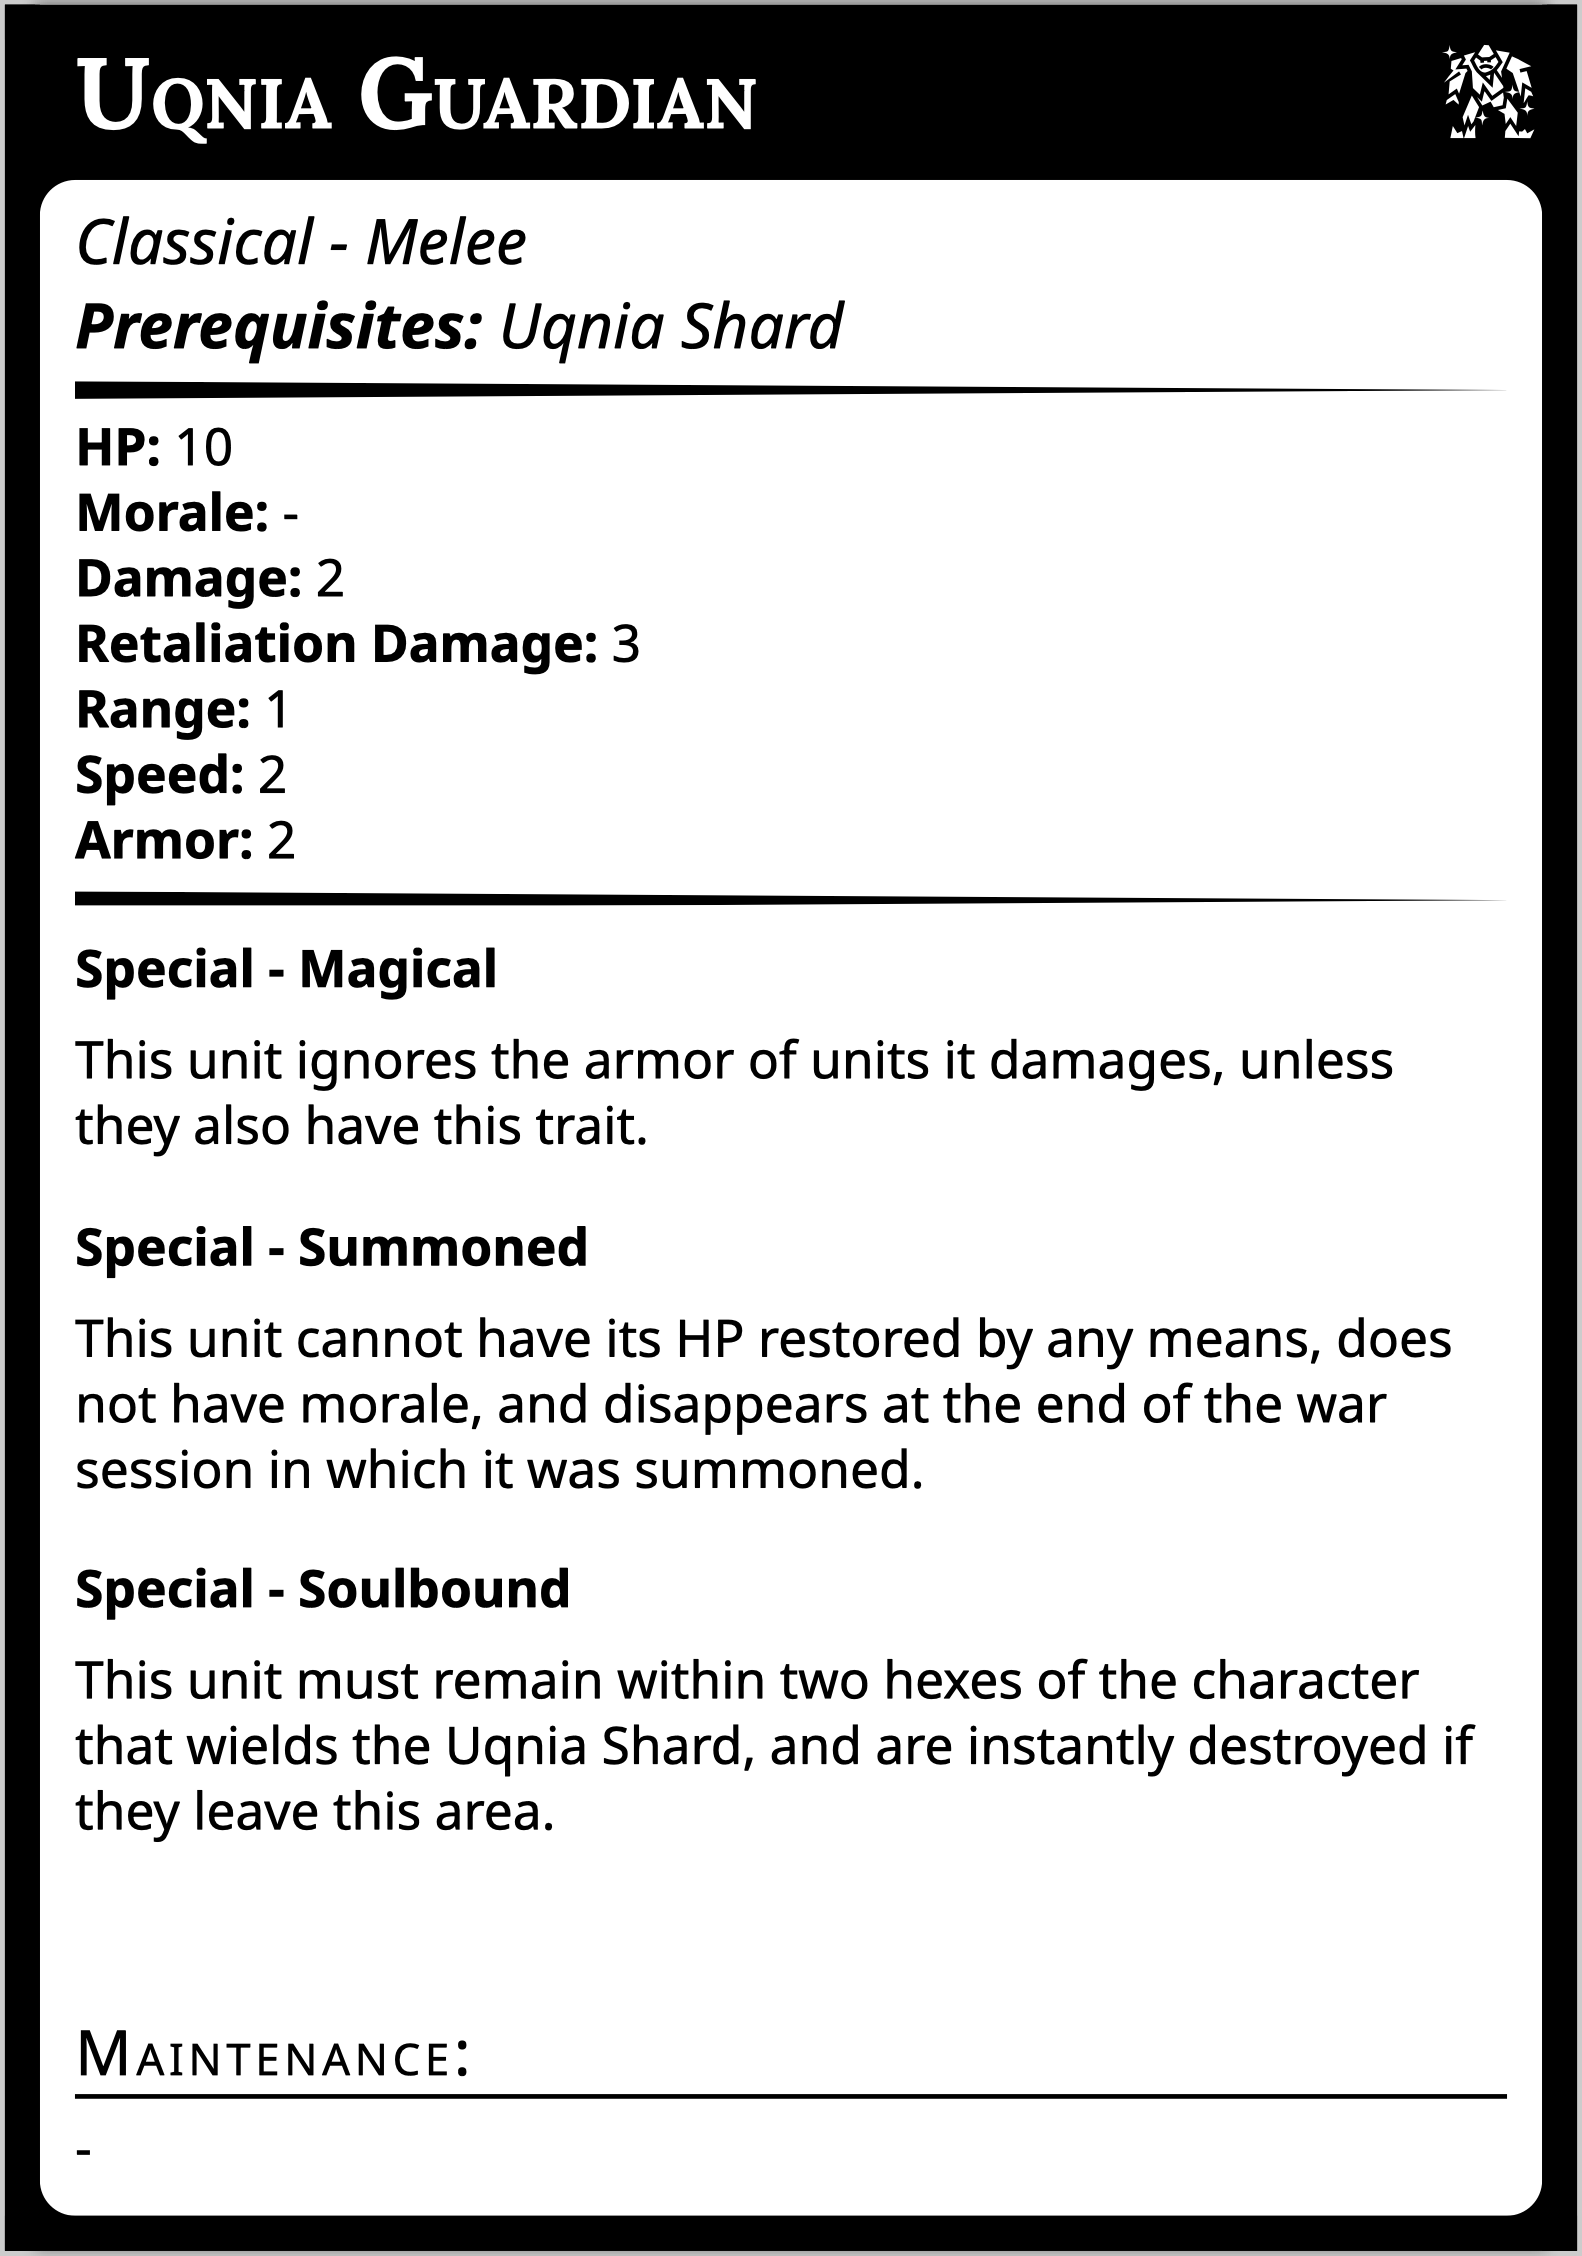 Uqnia Guardian
Classical - Melee
Prerequisites: Uqnia Shard
HP: 10
Morale: -
Damage: 2
Retaliation Damage: 3
Range: 1
Speed: 2
Armor: 2
Special - Magical
This unit ignores the armor of units it damages, unless
they also have this trait.
Special - Summoned
This unit cannot have its HP restored by any means, does
not have morale, and disappears at the end of the war
session in which it was summoned.
Special - Soulbound
This unit must remain within two hexes of the character
that wields the Uqnia Shard, and are instantly destroyed if
they leave this area.
Maintenance:
-